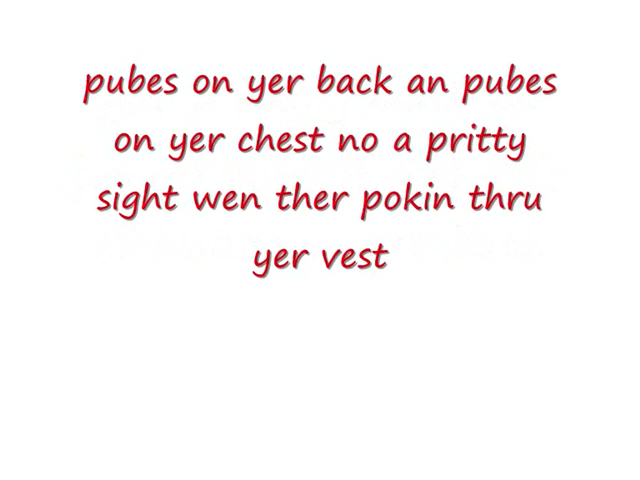 pubes on yer back an pubes
on yer chest no a pritty
sight wen ther pokin thru
yer vest